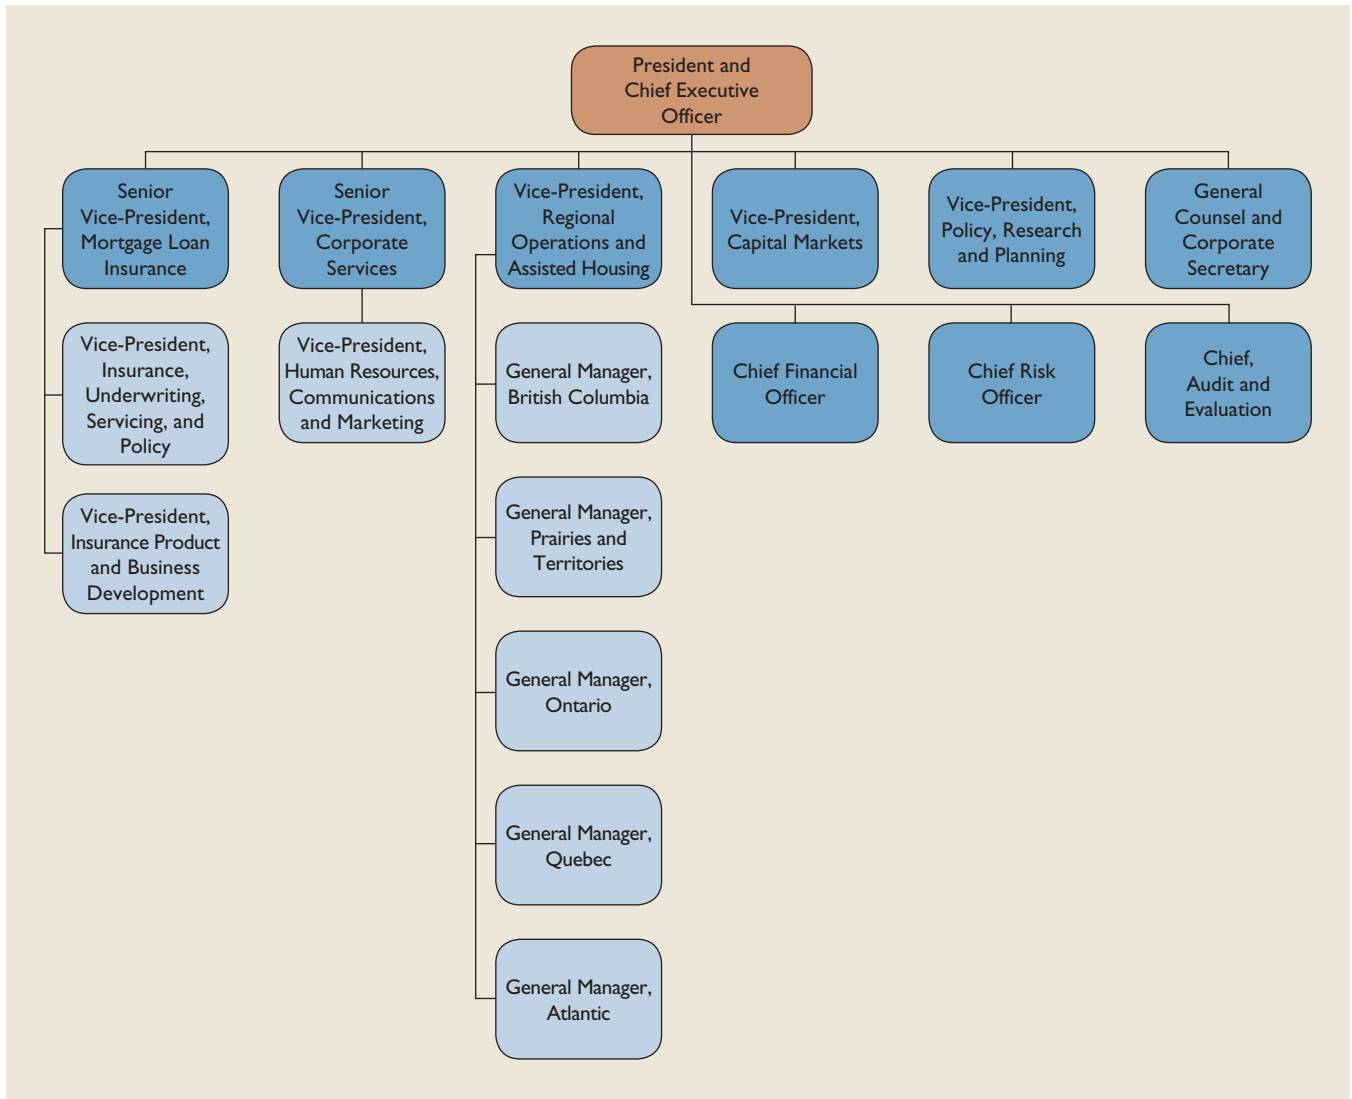 President and
Chief Executive
Officer
Senior
Vice-President,
Mortgage Loan
Insurance
Senior
Vice-President,
Corporate
Services
Vice-President,
Regional
Operations and
Assisted Housing
Vice-President,
Capital Markets
Vice-President,
Policy, Research
and Planning
General
Counsel and
Corporate
Secretary
Vice-President,
Insurance,
Underwriting,
Servicing, and
Policy
Vice-President,
Human Resources,
Communications
and Marketing
General Manager,
British Columbia
Chief Financial
Officer
Chief Risk
Officer
Chief,
Audit and
Evaluation
Vice-President,
Insurance Product
and Business
Development
General Manager,
Prairies and
Territories
General Manager,
Ontario
General Manager,
Quebec
General Manager,
Atlantic